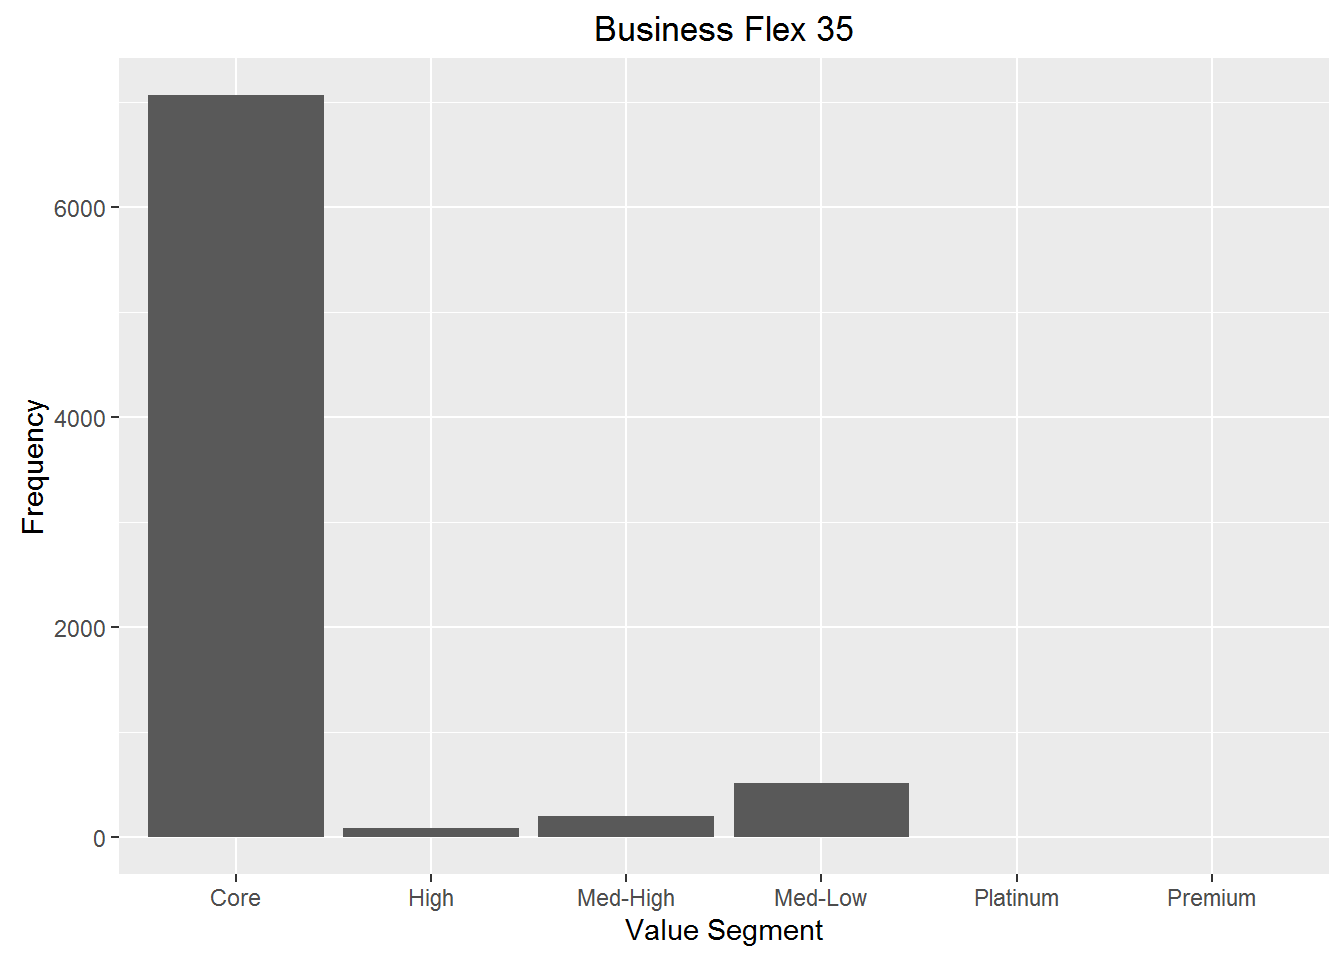 Business Flex 35
Frequency
6000
4000
2000
0
Core High Med-High Med-Low Platinum Premium
Value Segment